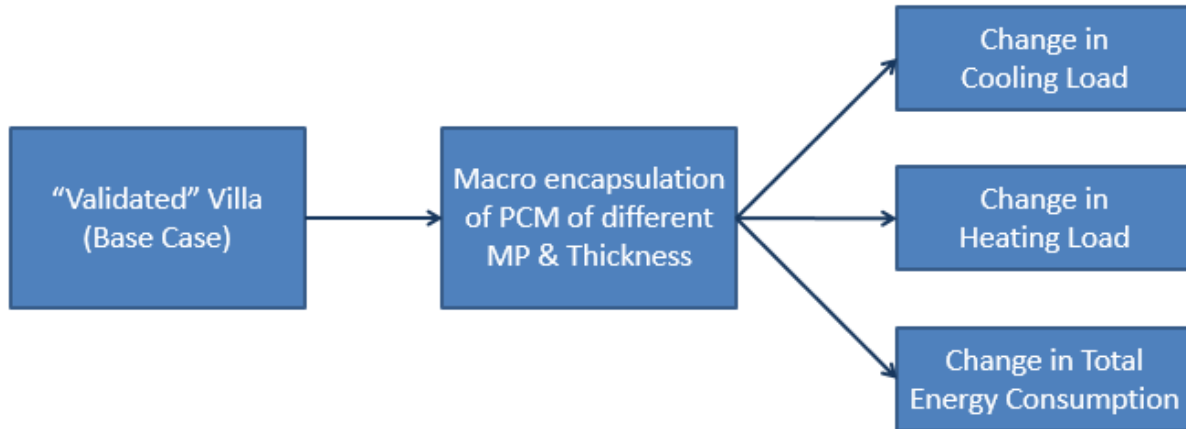 “Validated” Villa
(Base Case)
Macro encapsulation
of PCM of different
MP & Thickness
Change in
Cooling Load
Change in
Heating Load
Change in Total
Energy Consumption